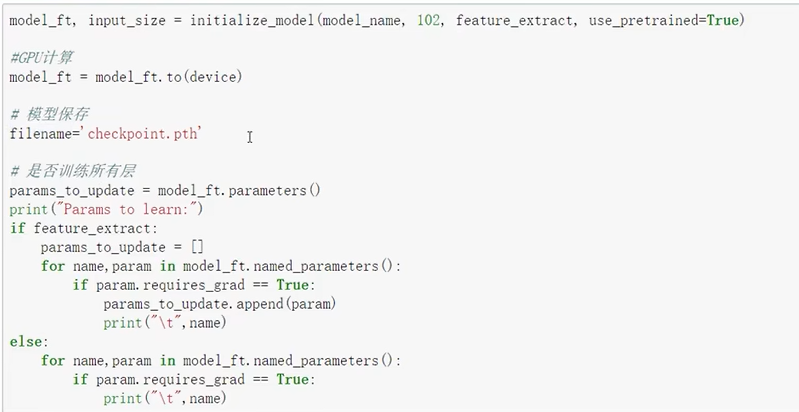 model_ft, input_size = initialize_model(model_name, 102, feature_extract, use_pretrained=True)
#GPU计算
model_ft = model_ft.to(device)
# 模型保存
filename='checkpoint.pth'
# 是否训练所有层
params_to_update = model_ft.parameters()
print("Params to learn:")
if feature_extract:
    params_to_update = []
    for name,param in model_ft.named_parameters():
        if param.requires_grad == True:
            params_to_update.append(param)
            print("\t",name)
else:
    for name,param in model_ft.named_parameters():
        if param.requires_grad == True:
            print("\t",name)